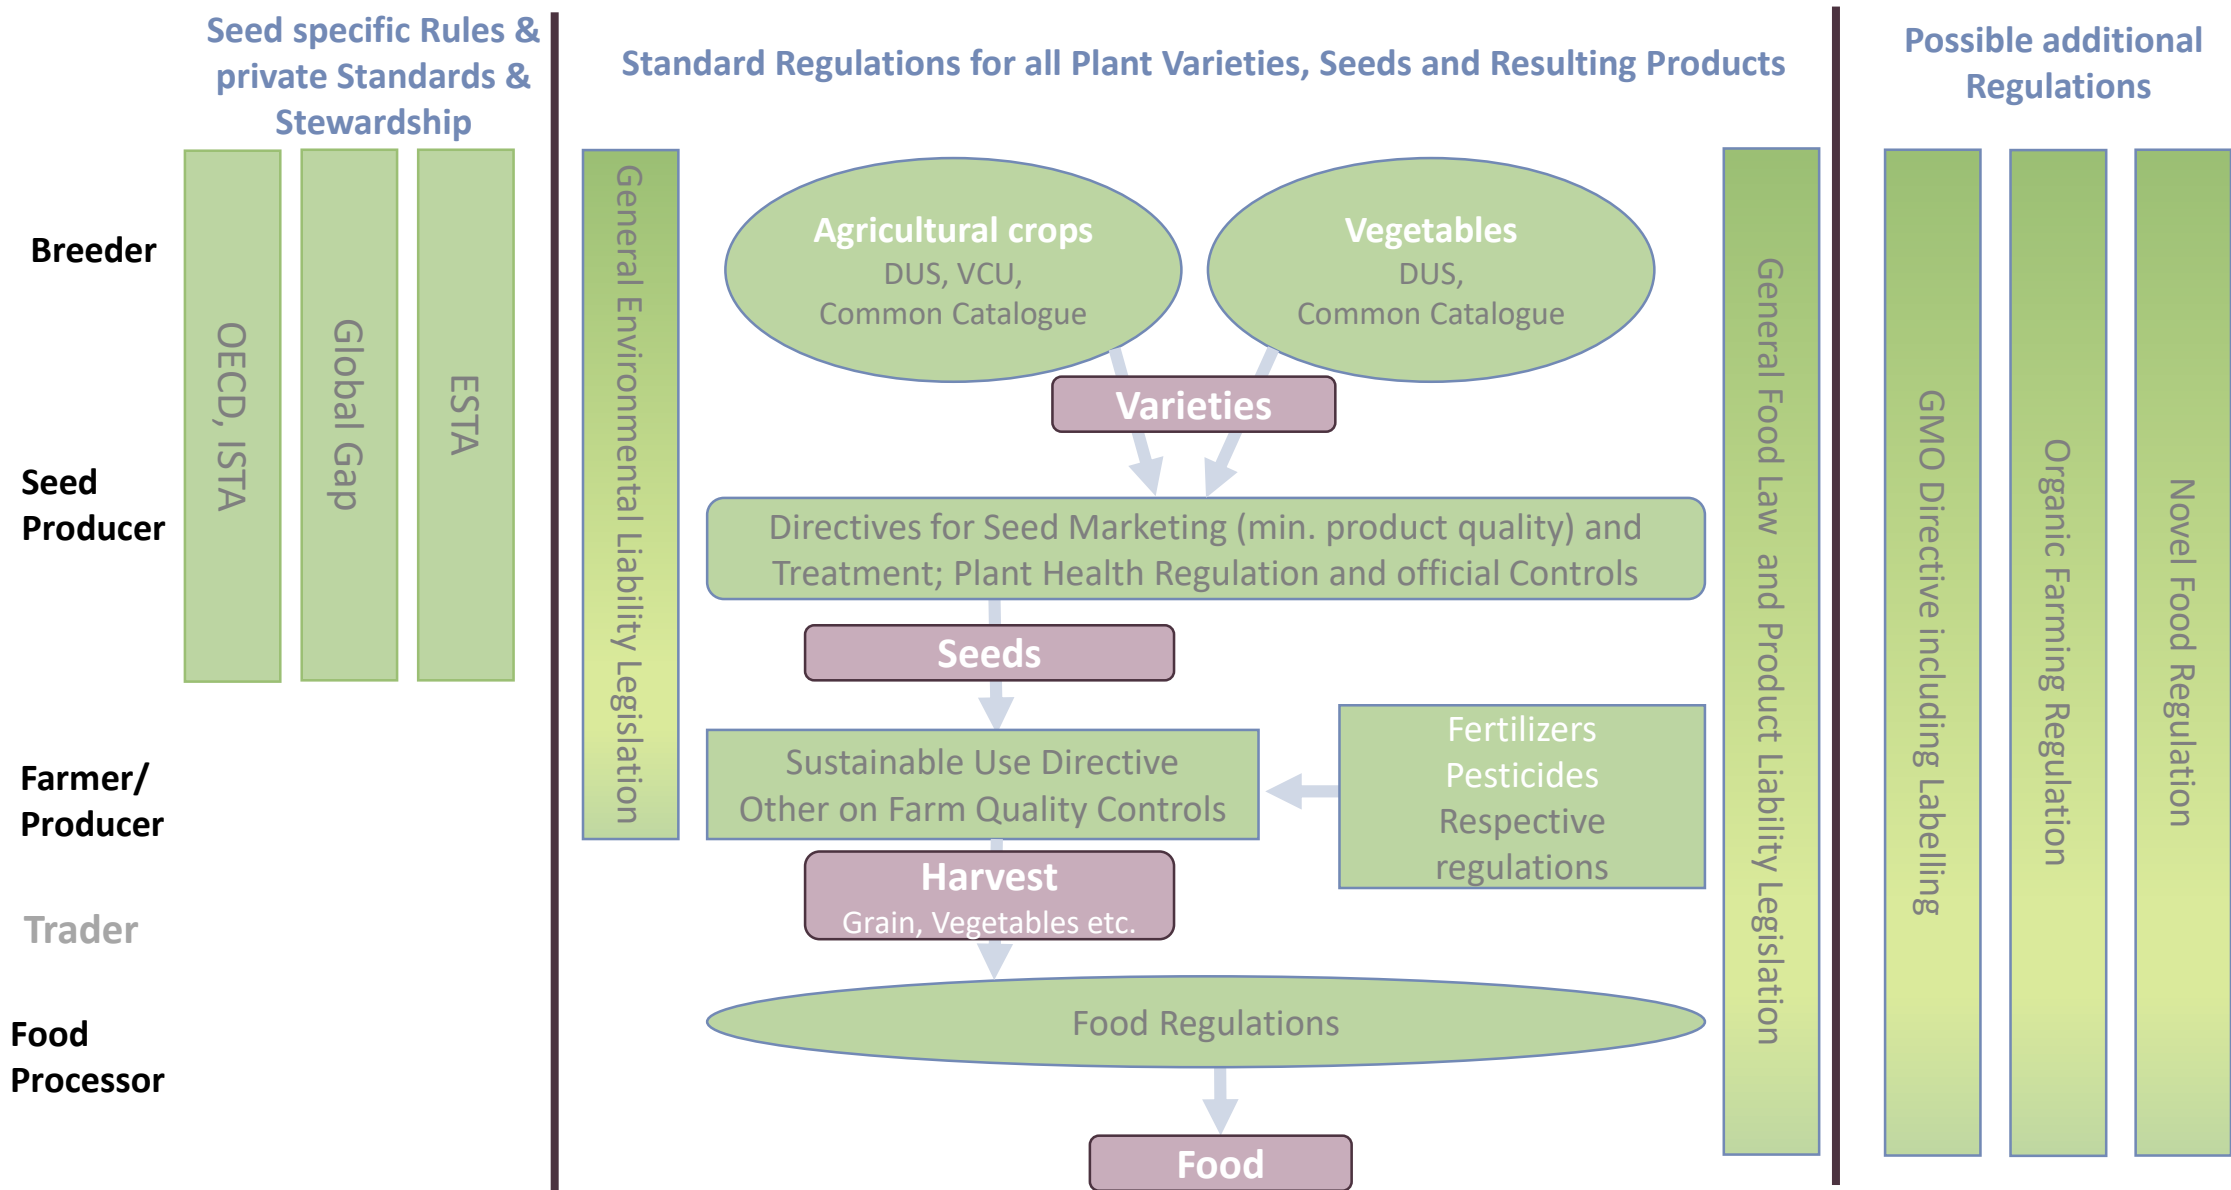 Seed specific Rules &
private Standards &
Stewardship
Standard Regulations for all Plant Varieties, Seeds and Resulting Products
Possible additional
Regulations
Breeder
Seed
Producer
Farmer/
Producer
Trader
Food
Processor
OECD, ISTA
Global Gap
ESTA
General Environmental Liability Legislation
Agricultural crops
DUS, VCU,
Common Catalogue
Vegetables
DUS,
Common Catalogue
Varieties
Directives for Seed Marketing (min. product quality) and
Treatment; Plant Health Regulation and official Controls
Seeds
Sustainable Use Directive
Other on Farm Quality Controls
Fertilizers
Pesticides
Respective
regulations
Harvest
Grain, Vegetables etc.
Food Regulations
Food
General Food Law and Product Liability Legislation
GMO Directive including Labelling
Organic Farming Regulation
Novel Food Regulation